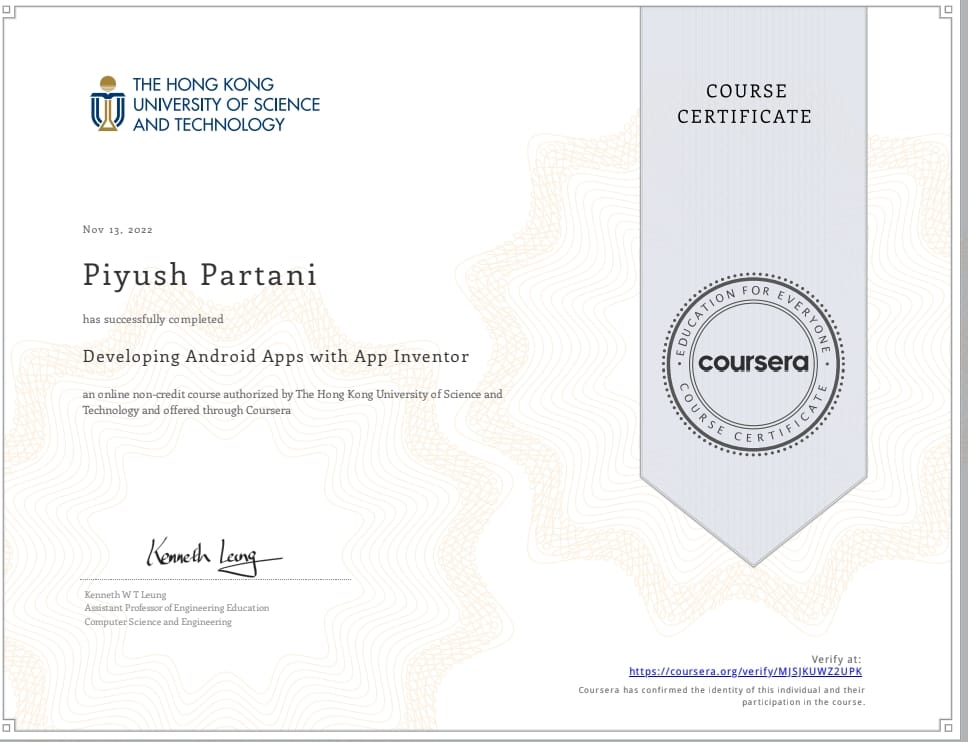 THE HONG KONG
UNIVERSITY OF SCIENCE
AND TECHNOLOGY
COURSE
CERTIFICATE
Nov 13, 2022
Piyush Partani
has successfully completed
Developing Android Apps with App Inventor
an online non-credit course authorized by The Hong Kong University of Science and
Technology and offered through Coursera
EDUCATION FOR EVERYONE
coursera
COURSE CERTIFICATE
Kenneth Leung
Kenneth W T Leung
Assistant Professor of Engineering Education
Computer Science and Engineering
Verify at:
https://coursera.org/verify/MJSJKUWZ2UPK
Coursera has confirmed the identity of this individual and their
participation in the course.